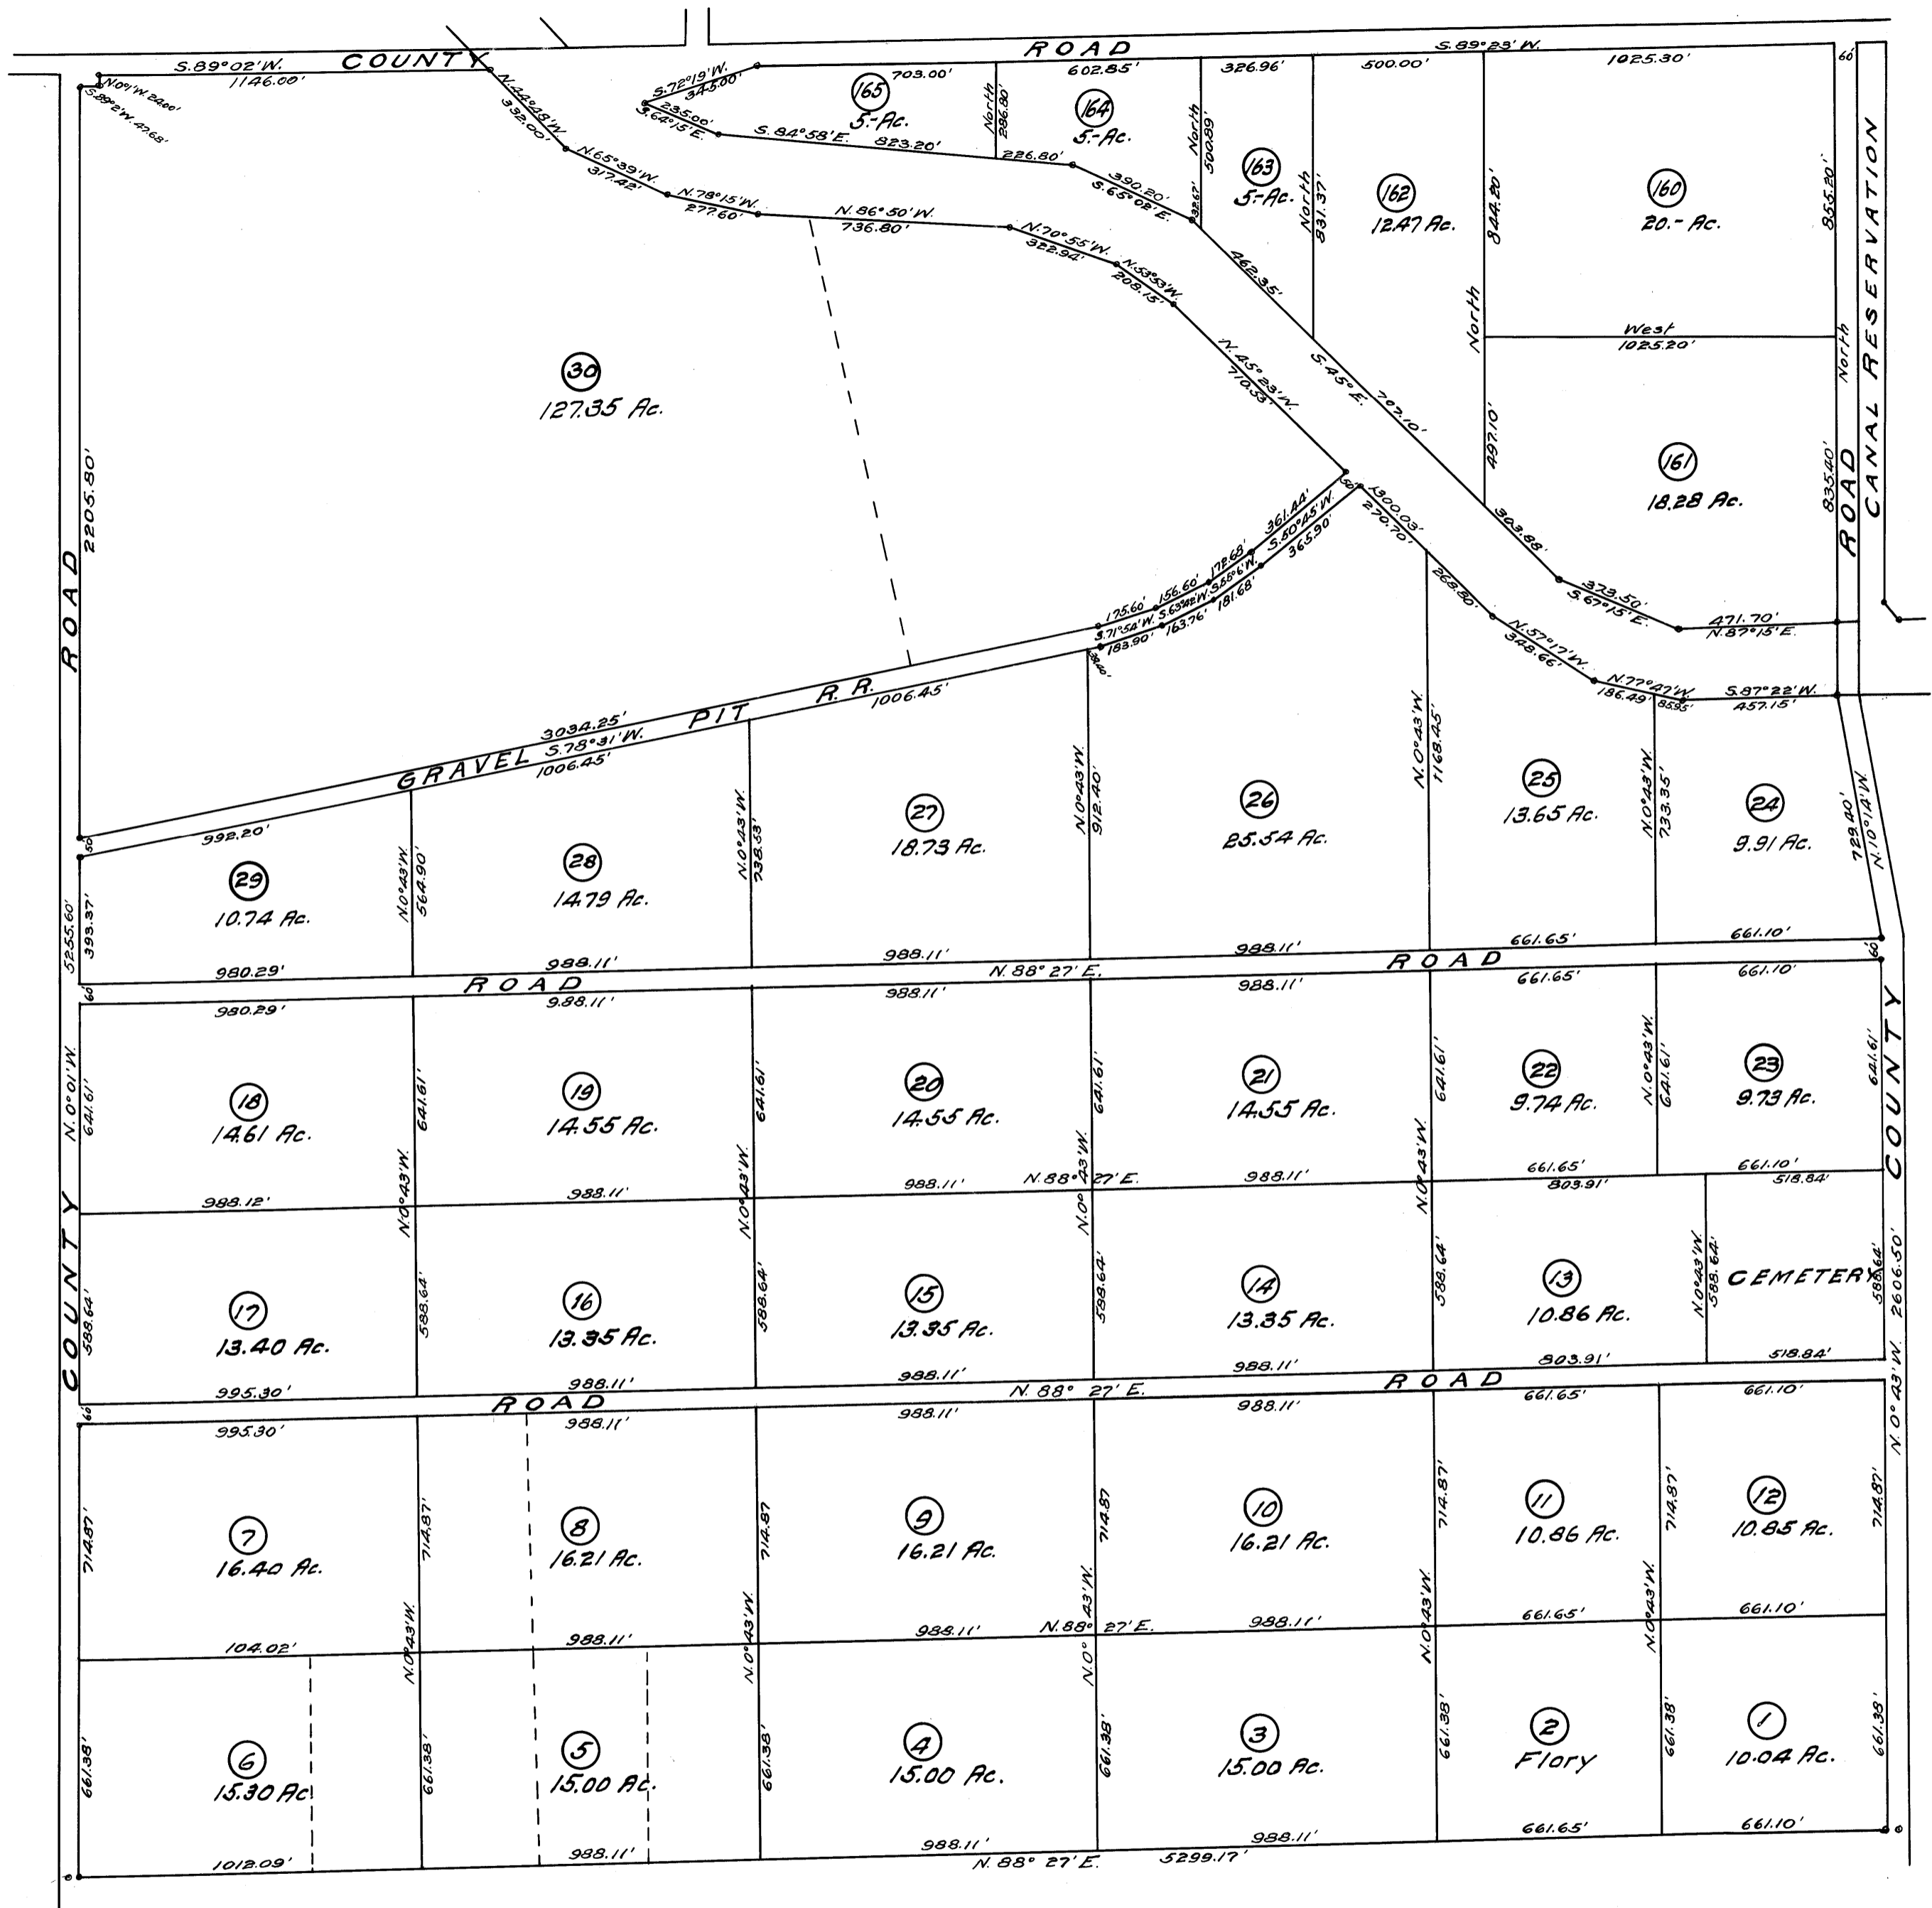 COUNTY
ROAD
S.89°02'W.
1146.00'
N.0°1'W. 24.00'
S.89°2'W. 47.68'
N.44°48'W.
332.00'
S.72°19'W.
345.00'
235.00'
S.64°15'E.
703.00'
602.85'
326.96'
500.00'
S.89°23'W.
1025.30'
60'
165
5.-Ac.
North
286.80'
164
5.-Ac.
North
500.89'
32.67'
163
5.-Ac.
North
831.37'
162
12.47 Ac.
844.20'
North
160
20.- Ac.
855.20'
S. 84°58'E.
823.20'
226.80'
390.20'
S.65°02'E.
N.65°39'W.
317.42'
N.78°15'W.
277.60'
N.86°50'W.
736.80'
N.70°55'W.
322.94'
N.53°53'W.
208.15'
462.35'
N.45°23'W.
710.53'
S.45°E.
707.10'
West
1025.20'
North
ROAD
CANAL RESERVATION
30
127.35 Ac.
497.10'
161
18.28 Ac.
835.40'
303.88'
373.50'
S.67°15'E.
471.70'
N.87°15'E.
ROAD
2205.80'
50'
361.44'
S.50°45'W.
365.90'
172.68'
S.55°6'W.
181.68'
156.60'
S.63°42'W.
163.76'
175.60'
S.71°54'W.
183.90'
39.40'
1300.03'
270.70'
268.80'
N.57°17'W.
348.66'
N.77°47'W.
186.49'
85.95'
S.87°22'W.
457.15'
3034.25'
GRAVEL PIT R.R.
S.78°31'W.
1006.45'
1006.45'
992.20'
50'
393.37'
5255.60'
29
10.74 Ac.
N.0°43'W.
564.90'
28
14.79 Ac.
N.0°43'W.
738.53'
27
18.73 Ac.
N.0°43'W.
912.40'
26
25.54 Ac.
N.0°43'W.
1168.45'
25
13.65 Ac.
N.0°43'W.
733.35'
24
9.91 Ac.
729.40'
N.10°14'W.
980.29'
988.11'
988.11'
988.11'
661.65'
661.10'
60'
ROAD
N.88°27'E.
ROAD
60'
980.29'
9.88.11'
988.11'
988.11'
661.65'
661.10'
N.0°01'W.
641.61'
18
14.61 Ac.
641.61'
19
14.55 Ac.
641.61'
20
14.55 Ac.
641.61'
21
14.55 Ac.
641.61'
22
9.74 Ac.
N.0°43'W.
641.61'
23
9.73 Ac.
641.61'
COUNTY
988.12'
988.11'
988.11'
N.88°27'E.
988.11'
661.65'
803.91'
661.10'
518.84'
N.0°43'W.
N.0°43'W.
N.0°43'W.
N.0°43'W.
COUNTY
588.64'
17
13.40 Ac.
588.64'
16
13.35 Ac.
588.64'
15
13.35 Ac.
588.64'
14
13.35 Ac.
588.64'
13
10.86 Ac.
N.0°43'W.
588.64'
CEMETERY
588.64'
N.0°43'W. 2606.50'
995.30'
988.11'
988.11'
988.11'
803.91'
518.84'
60'
ROAD
N.88° 27'E.
ROAD
995.30'
988.11'
988.11'
988.11'
661.65'
661.10'
714.87'
7
16.40 Ac.
714.87'
8
16.21 Ac.
714.87
9
16.21 Ac.
714.87
10
16.21 Ac.
714.87'
11
10.86 Ac.
714.87'
12
10.85 Ac.
714.87'
104.02'
N.0°43'W.
988.11'
N.0°43'W.
988.11'
N.88° 27'E.
N.0° 43'W.
988.11'
N.0°43'W.
661.65'
N.0°43'W.
661.10'
661.38'
6
15.30 Ac.
661.38'
5
15.00 Ac.
661.38'
4
15.00 Ac.
661.38'
3
15.00 Ac.
661.38'
2
Flory
661.38'
1
10.04 Ac.
661.38'
1012.09'
988.11'
988.11'
988.11'
661.65'
661.10'
N.88° 27'E.
5299.17'